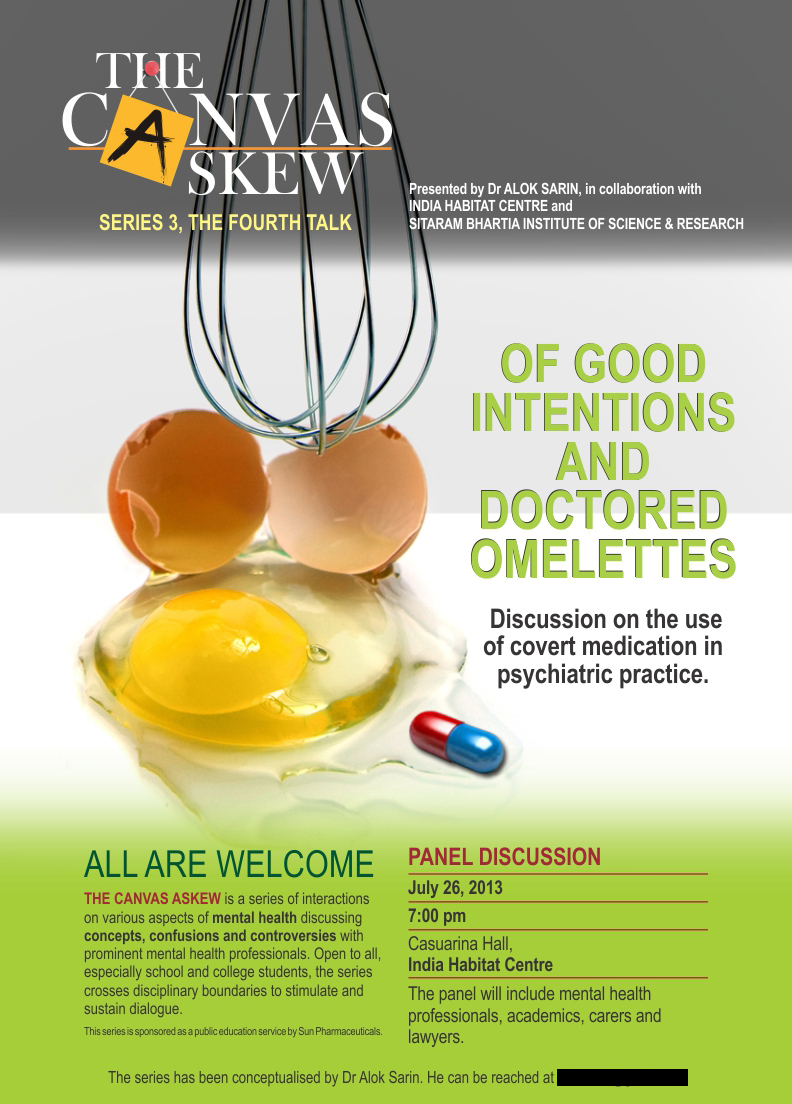 THE
CANVAS
ASKEW
SERIES 3, THE FOURTH TALK
Presented by Dr ALOK SARIN, in collaboration with
INDIA HABITAT CENTRE and
SITARAM BHARTIA INSTITUTE OF SCIENCE & RESEARCH
OF GOOD
INTENTIONS
AND
DOCTORED
OMELETTES
Discussion on the use
of covert medication in
psychiatric practice.
ALL ARE WELCOME
THE CANVAS ASKEW is a series of interactions
on various aspects of mental health discussing
concepts, confusions and controversies with
prominent mental health professionals. Open to all,
especially school and college students, the series
crosses disciplinary boundaries to stimulate and
sustain dialogue.
This series is sponsored as a public education service by Sun Pharmaceuticals.
PANEL DISCUSSION
July 26, 2013
7:00 pm
Casuarina Hall,
India Habitat Centre
The panel will include mental health
professionals, academics, carers and
lawyers.
The series has been conceptualised by Dr Alok Sarin. He can be reached at